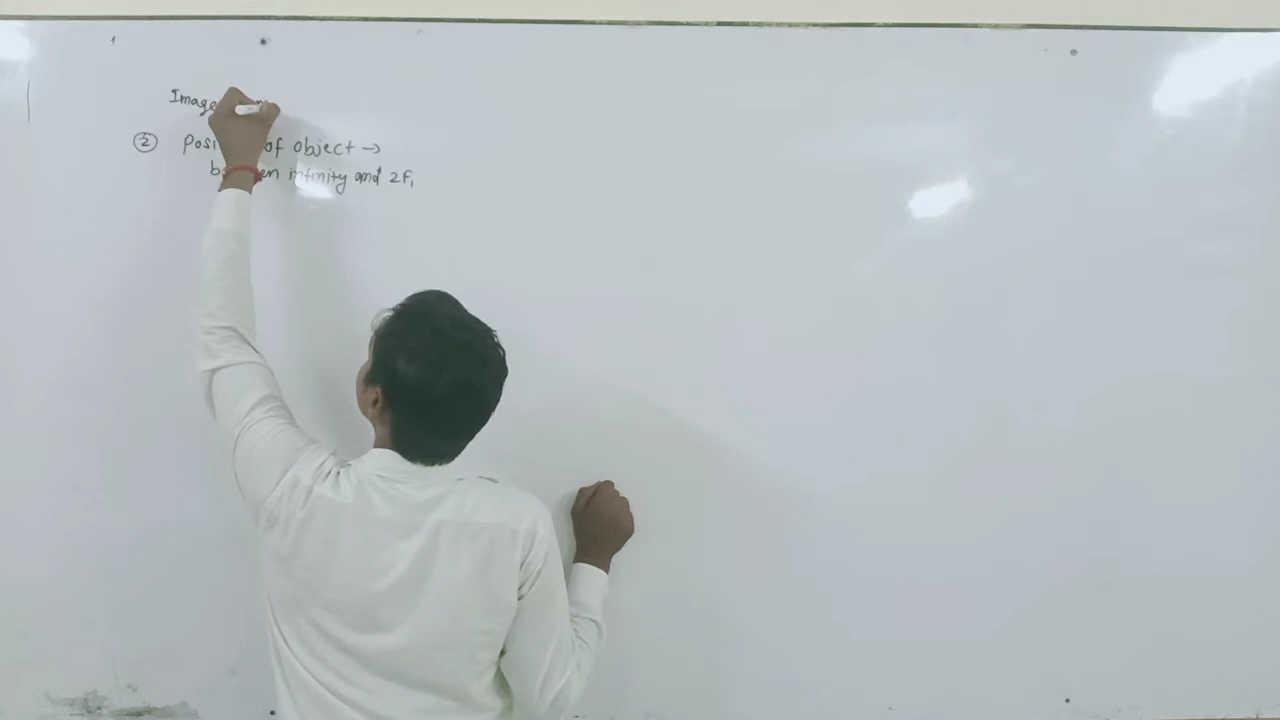 Image
② Posi of object →
b en infinity and 2F₁